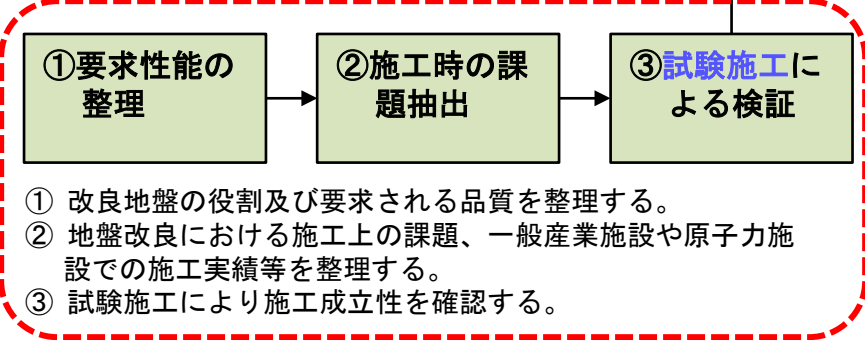 ①要求性能の
整理
②施工時の課
題抽出
③試験施工に
よる検証
① 改良地盤の役割及び要求される品質を整理する。
② 地盤改良における施工上の課題、一般産業施設や原子力施
設での施工実績等を整理する。
③ 試験施工により施工成立性を確認する。